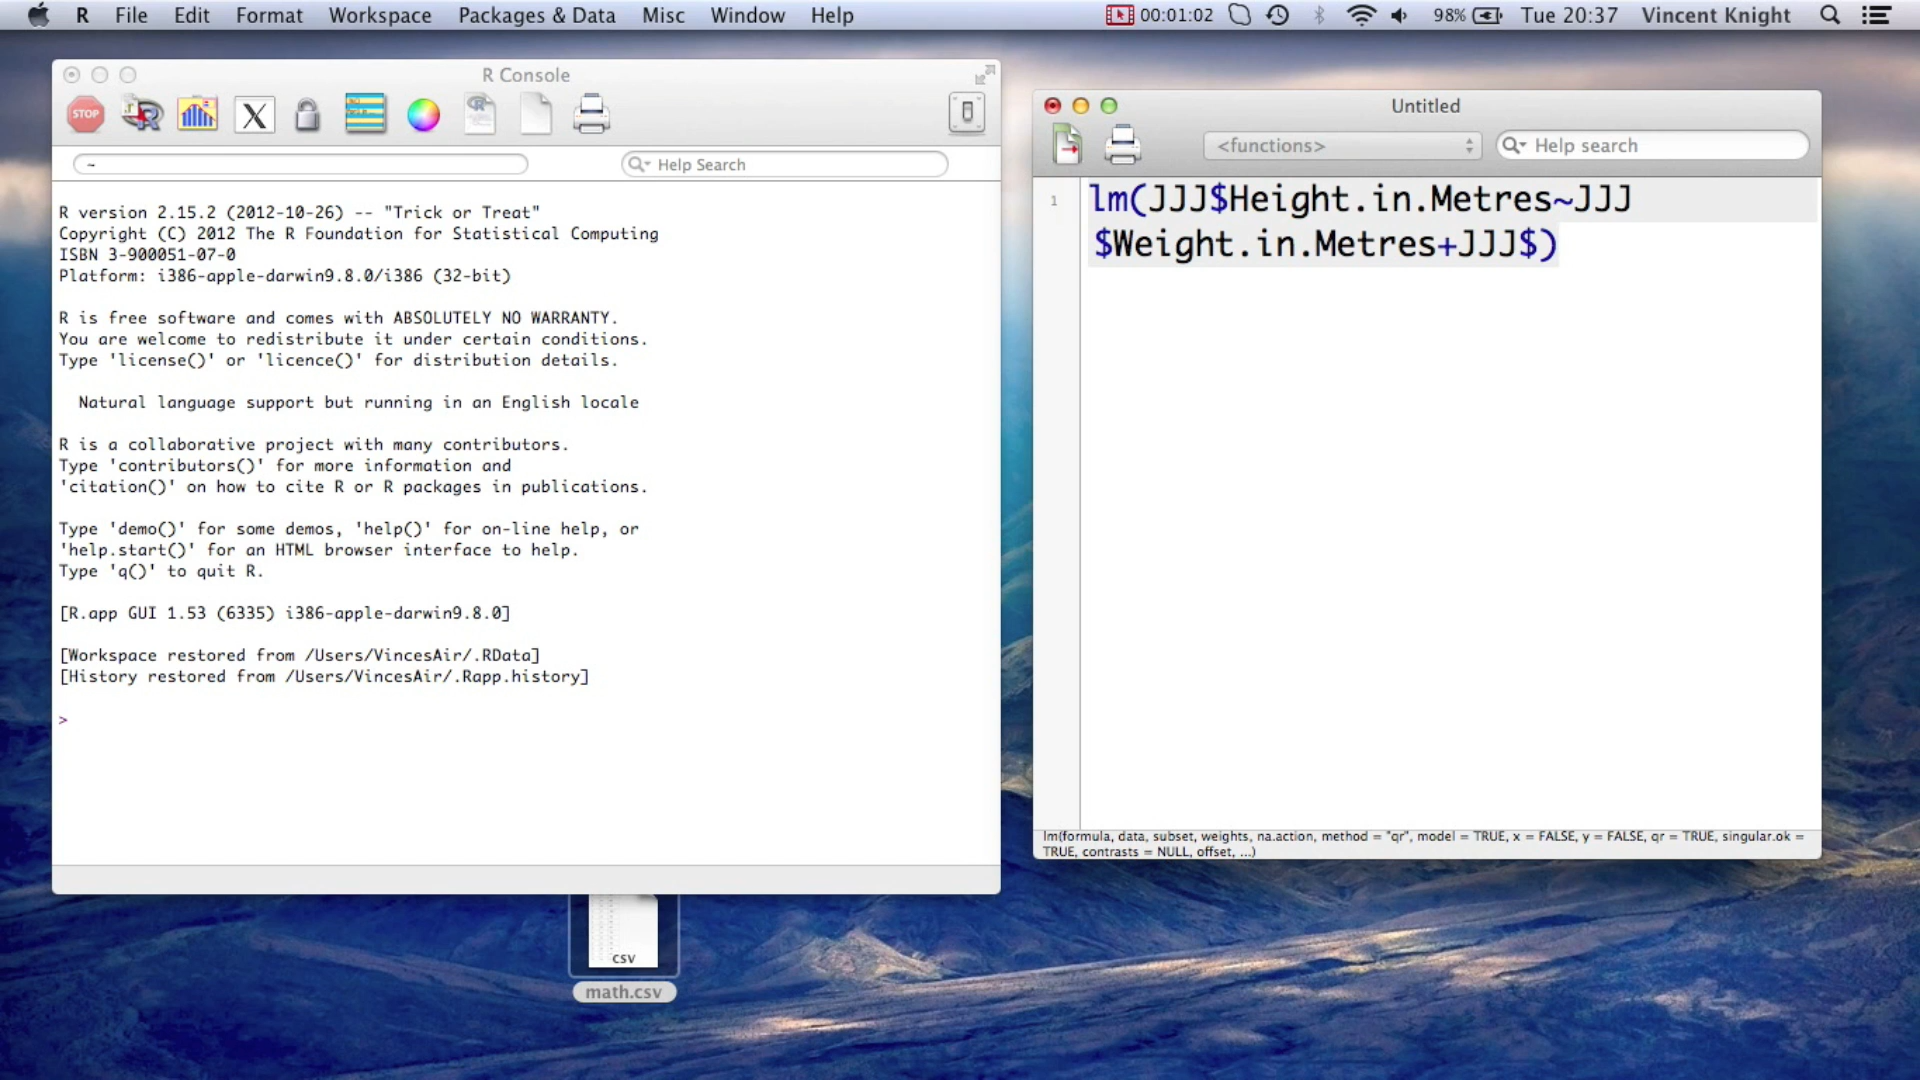 R File Edit Format Workspace Packages & Data Misc Window Help 00:01:02 98% Tue 20:37 Vincent Knight
R Console
STOP
~ Help Search
R version 2.15.2 (2012-10-26) -- "Trick or Treat"
Copyright (C) 2012 The R Foundation for Statistical Computing
ISBN 3-900051-07-0
Platform: i386-apple-darwin9.8.0/i386 (32-bit)
R is free software and comes with ABSOLUTELY NO WARRANTY.
You are welcome to redistribute it under certain conditions.
Type 'license()' or 'licence()' for distribution details.
Natural language support but running in an English locale
R is a collaborative project with many contributors.
Type 'contributors()' for more information and
'citation()' on how to cite R or R packages in publications.
Type 'demo()' for some demos, 'help()' for on-line help, or
'help.start()' for an HTML browser interface to help.
Type 'q()' to quit R.
[R.app GUI 1.53 (6335) i386-apple-darwin9.8.0]
[Workspace restored from /Users/VincesAir/.RData]
[History restored from /Users/VincesAir/.Rapp.history]
>
Untitled
<functions> Help search
1 lm(JJJ$Height.in.Metres~JJJ
$Weight.in.Metres+JJJ$)
lm(formula, data, subset, weights, na.action, method = "qr", model = TRUE, x = FALSE, y = FALSE, qr = TRUE, singular.ok =
TRUE, contrasts = NULL, offset, ...)
csv
math.csv